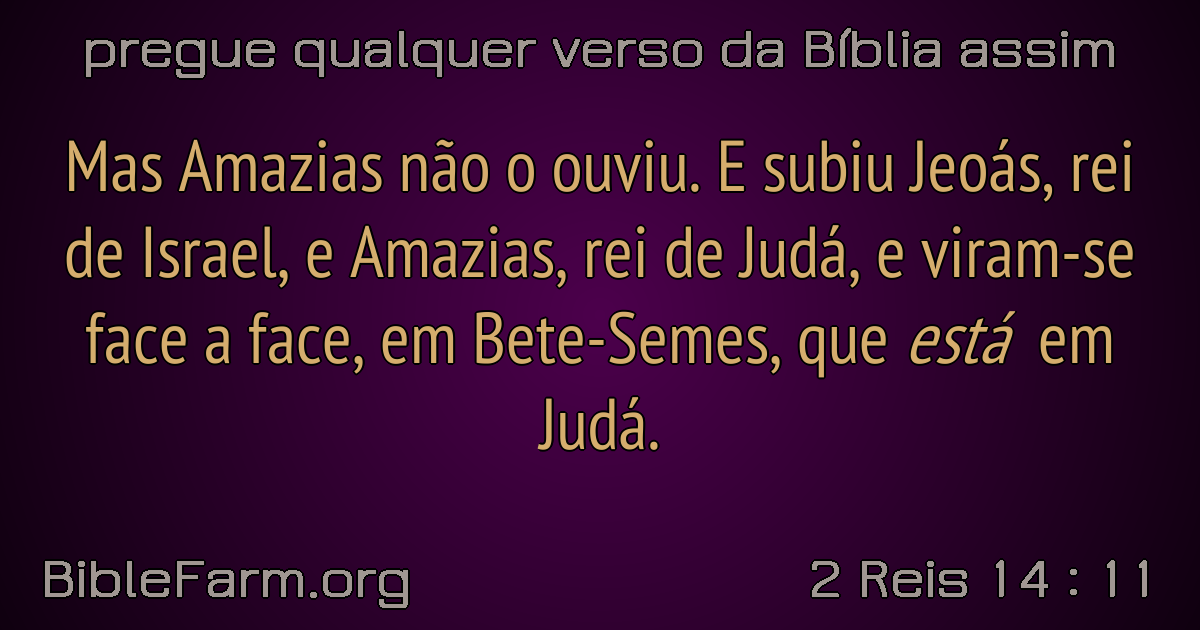 pregue qualquer verso da Bíblia assim
Mas Amazias não o ouviu. E subiu Jeoás, rei
de Israel, e Amazias, rei de Judá, e viram-se
face a face, em Bete-Semes, que está em
Judá.
BibleFarm.org
2 Reis 14 : 11